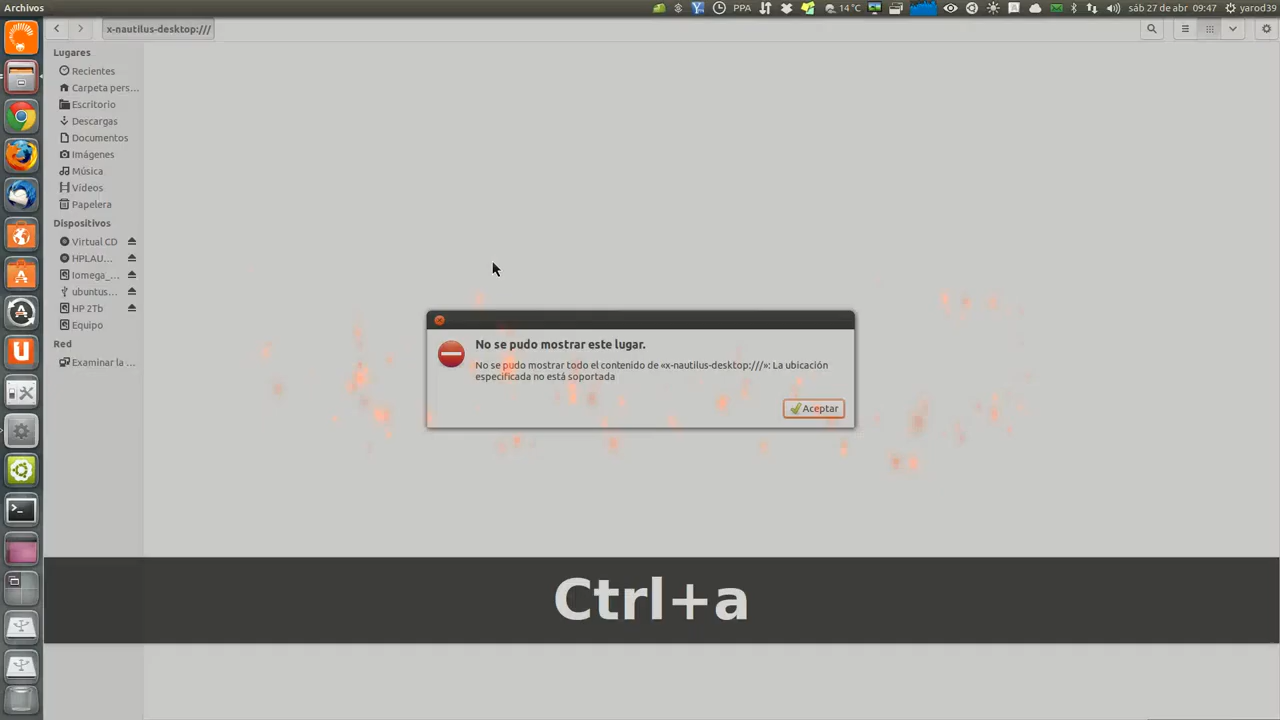 Archivos
PPA
14°C
sáb 27 de abr
09:47
yarod39
x-nautilus-desktop:///
Lugares
Recientes
Carpeta pers...
Escritorio
Descargas
Documentos
Imágenes
Música
Vídeos
Papelera
Dispositivos
Virtual CD
HPLAU...
Iomega_...
ubuntus...
HP 2Tb
Equipo
Red
Examinar la ...
No se pudo mostrar este lugar.
No se pudo mostrar todo el contenido de «x-nautilus-desktop:///»: La ubicación
especificada no está soportada
Aceptar
Ctrl+a